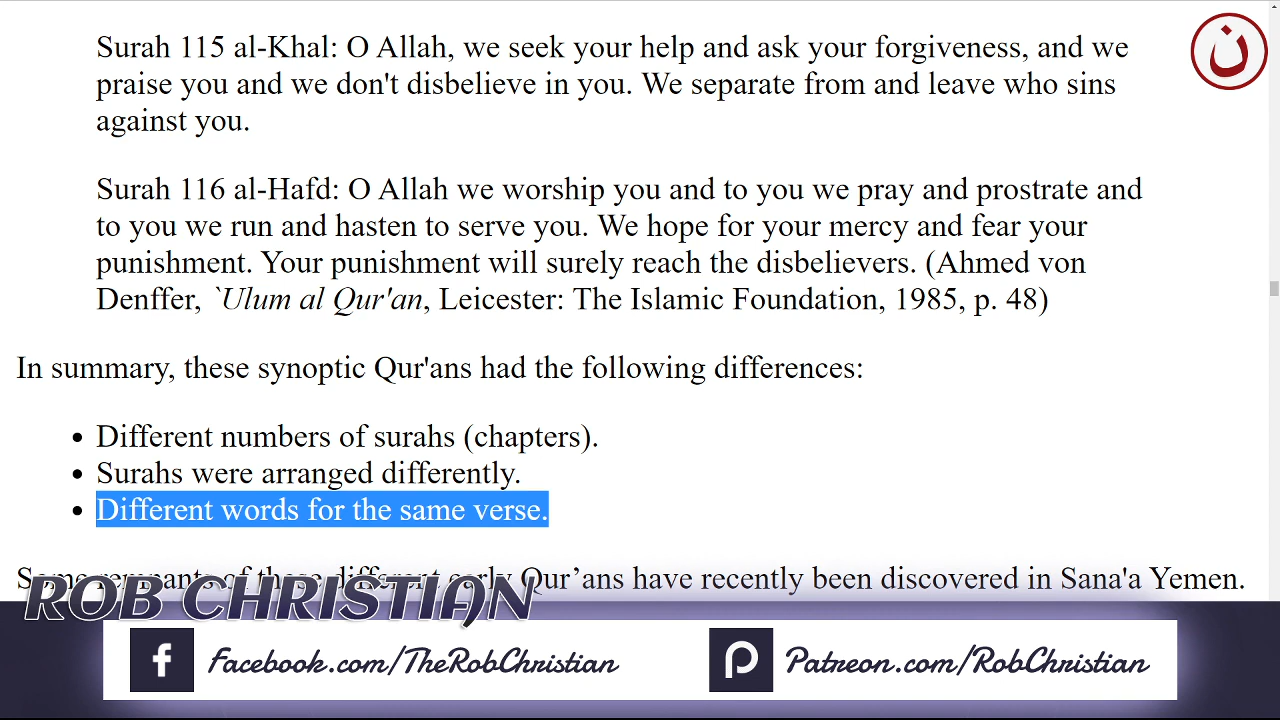 Surah 115 al-Khal: O Allah, we seek your help and ask your forgiveness, and we
praise you and we don't disbelieve in you. We separate from and leave who sins
against you.
ن
Surah 116 al-Hafd: O Allah we worship you and to you we pray and prostrate and
to you we run and hasten to serve you. We hope for your mercy and fear your
punishment. Your punishment will surely reach the disbelievers. (Ahmed von
Denffer, `Ulum al Qur'an, Leicester: The Islamic Foundation, 1985, p. 48)
In summary, these synoptic Qur'ans had the following differences:
• Different numbers of surahs (chapters).
• Surahs were arranged differently.
• Different words for the same verse.
Some remnants of these different early Qur’ans have recently been discovered in Sana'a Yemen.
ROB CHRISTIAN
f Facebook.com/TheRobChristian Patreon.com/RobChristian